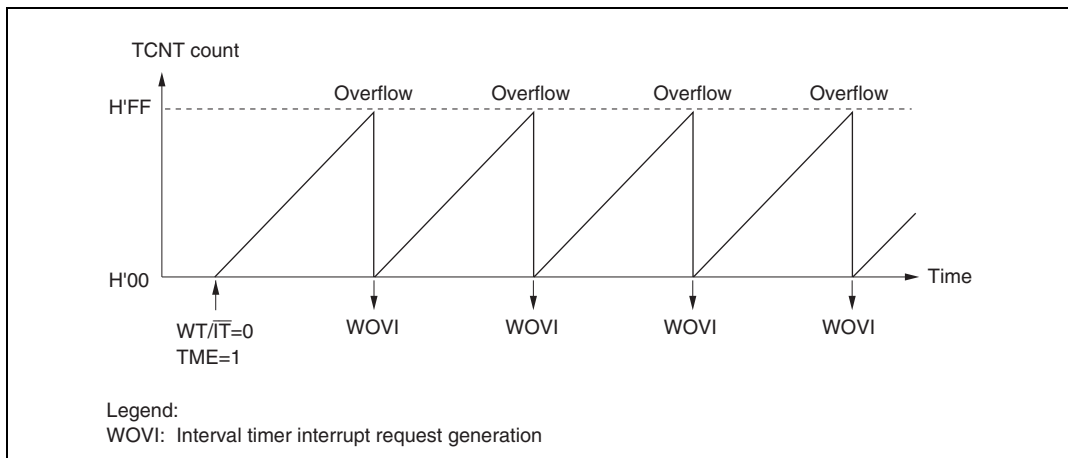 TCNT count
H'FF
Overflow Overflow Overflow Overflow
H'00
Time
WT/I̅T̅=0
TME=1
WOVI WOVI WOVI WOVI
Legend:
WOVI: Interval timer interrupt request generation